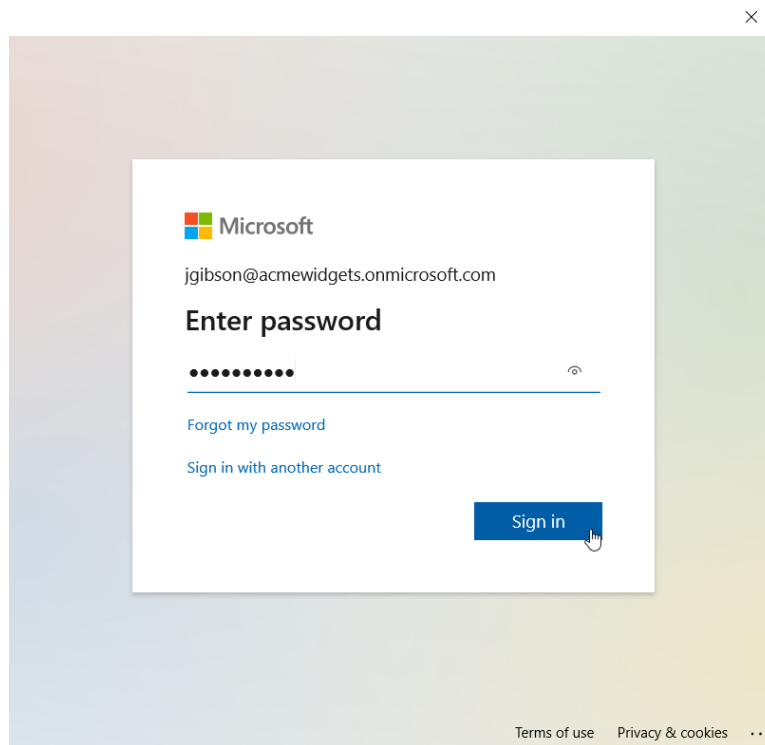 Microsoft
jgibson@acmewidgets.onmicrosoft.com
Enter password
●●●●●●●●●●
Forgot my password
Sign in with another account
Sign in
Terms of use Privacy & cookies